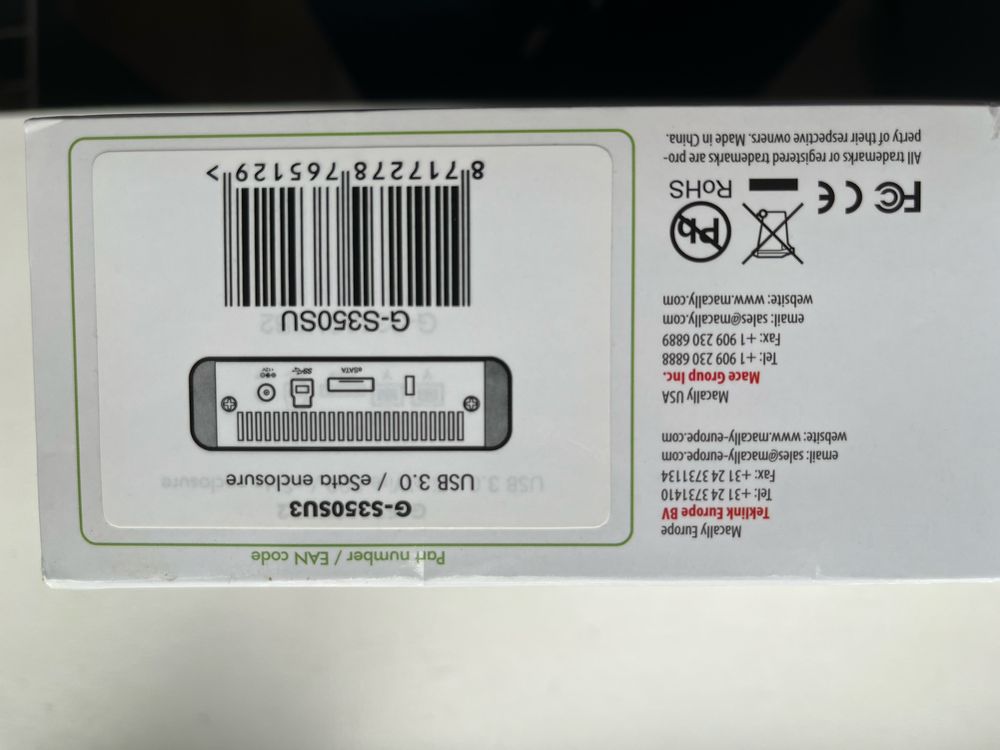 Macally Europe
Teklink Europe BV
Tel: +31 24 3731410
Fax: +31 24 3731134
email: sales@macally-europe.com
website: www.macally-europe.com
Macally USA
Mace Group Inc.
Tel: +1 909 230 6888
Fax: +1 909 230 6889
email: sales@macally.com
website: www.macally.com
Pb
FC CE RoHS
All trademarks or registered trademarks are pro-
perty of their respective owners. Made in China.
Part number / EAN code
G-S350SU3
USB 3.0 / eSata enclosure
eSATA SS +12V
G-S350SU
8 717278 765129 >